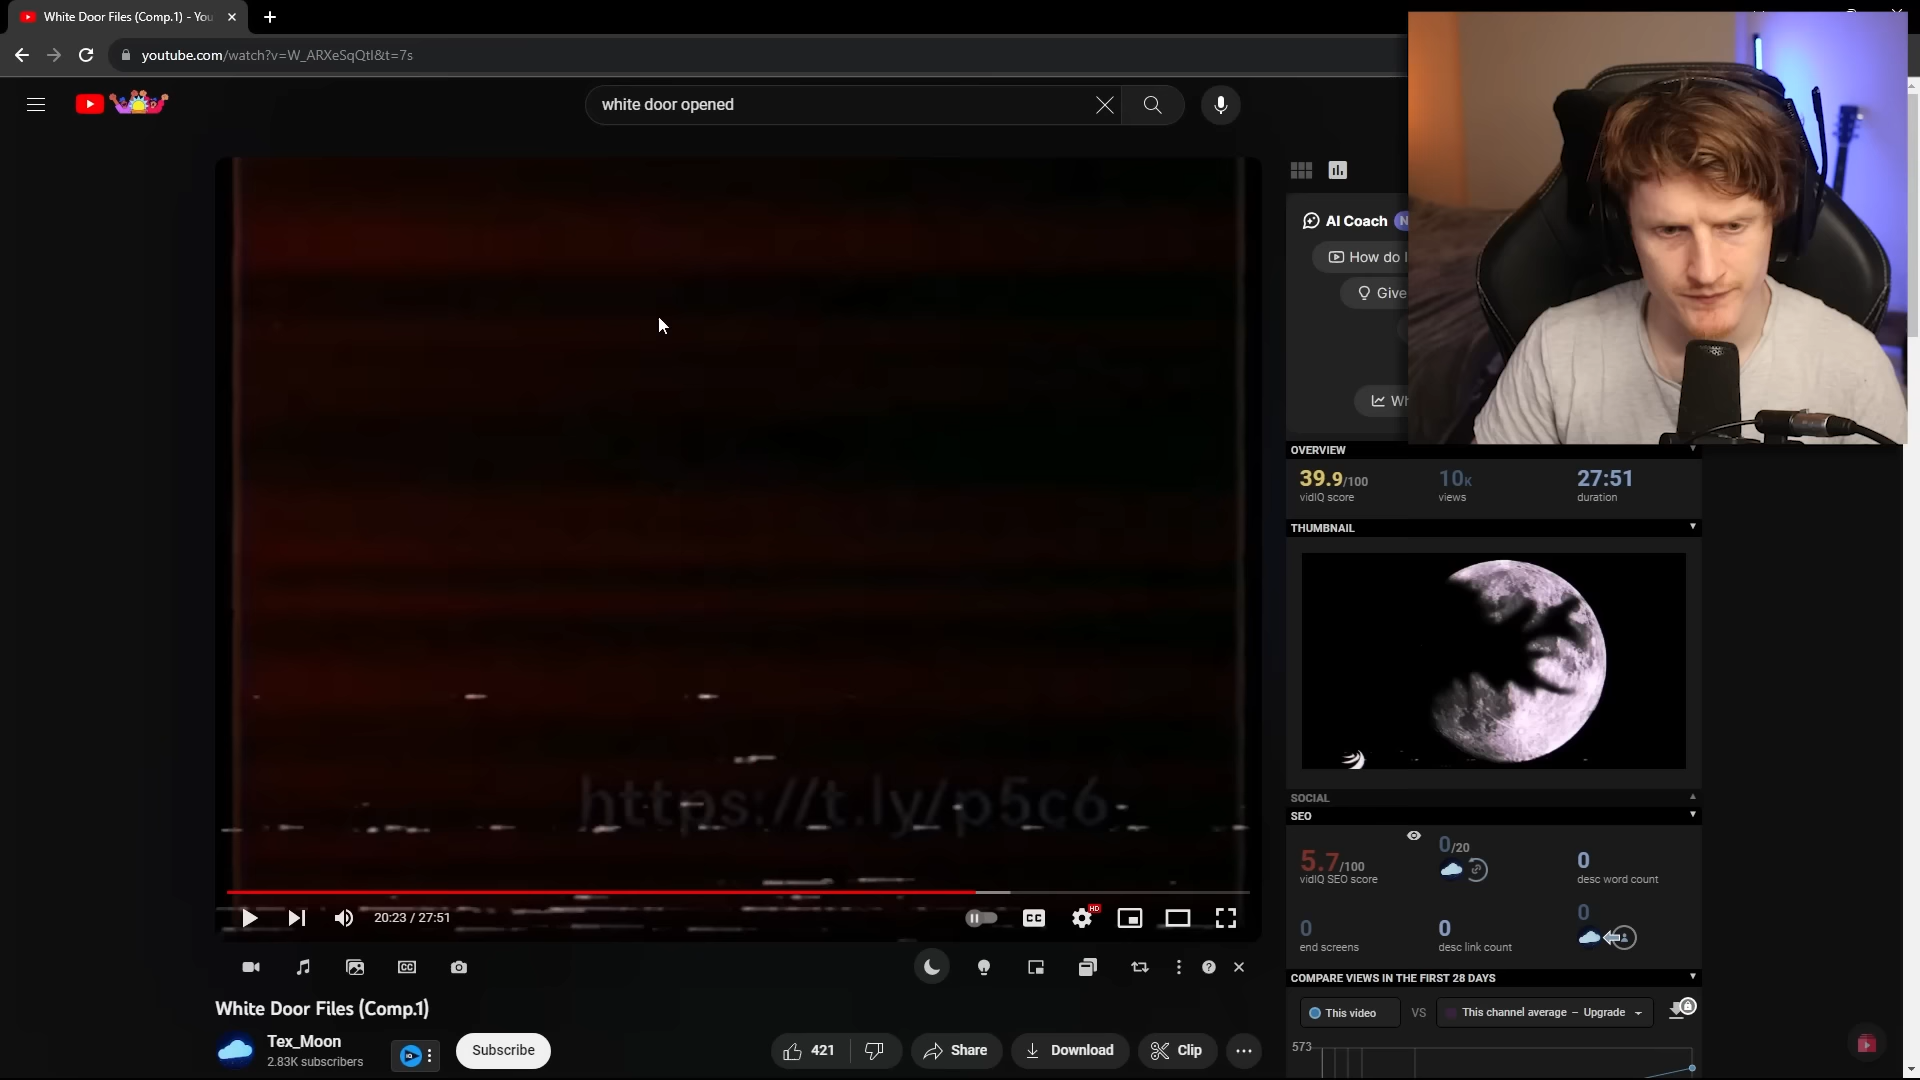 White Door Files (Comp.1) - You
youtube.com/watch?v=W_ARXeSqQtI&t=7s
white door opened
AI Coach
How do
Give
Wh
OVERVIEW
39.9/100
10K
27:51
vidIQ score
views
duration
THUMBNAIL
https://t.ly/p5c6
SOCIAL
SEO
0/20
5.7/100
0
vidIQ SEO score
desc word count
20:23 / 27:51
CC
HD
0
0
0
end screens
desc link count
COMPARE VIEWS IN THE FIRST 28 DAYS
White Door Files (Comp.1)
This video
VS
This channel average – Upgrade
Tex_Moon
2.83K subscribers
Subscribe
421
Share
Download
Clip
573